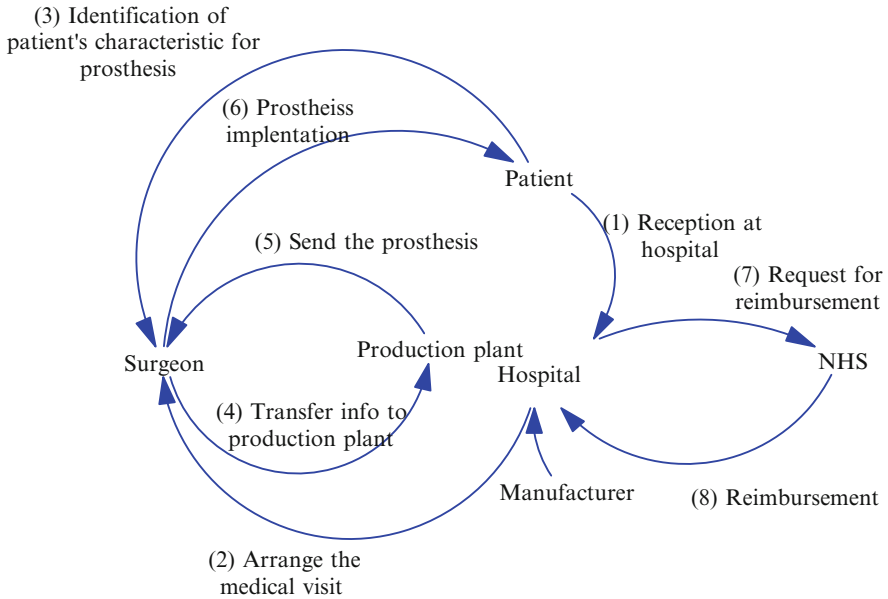 (3) Identification of
patient's characteristic for
prosthesis
(6) Prostheiss
implentation
Patient
(1) Reception at
hospital
(5) Send the prosthesis
(7) Request for
reimbursement
Production plant
Surgeon
Hospital
NHS
(4) Transfer info to
production plant
Manufacturer
(8) Reimbursement
(2) Arrange the
medical visit